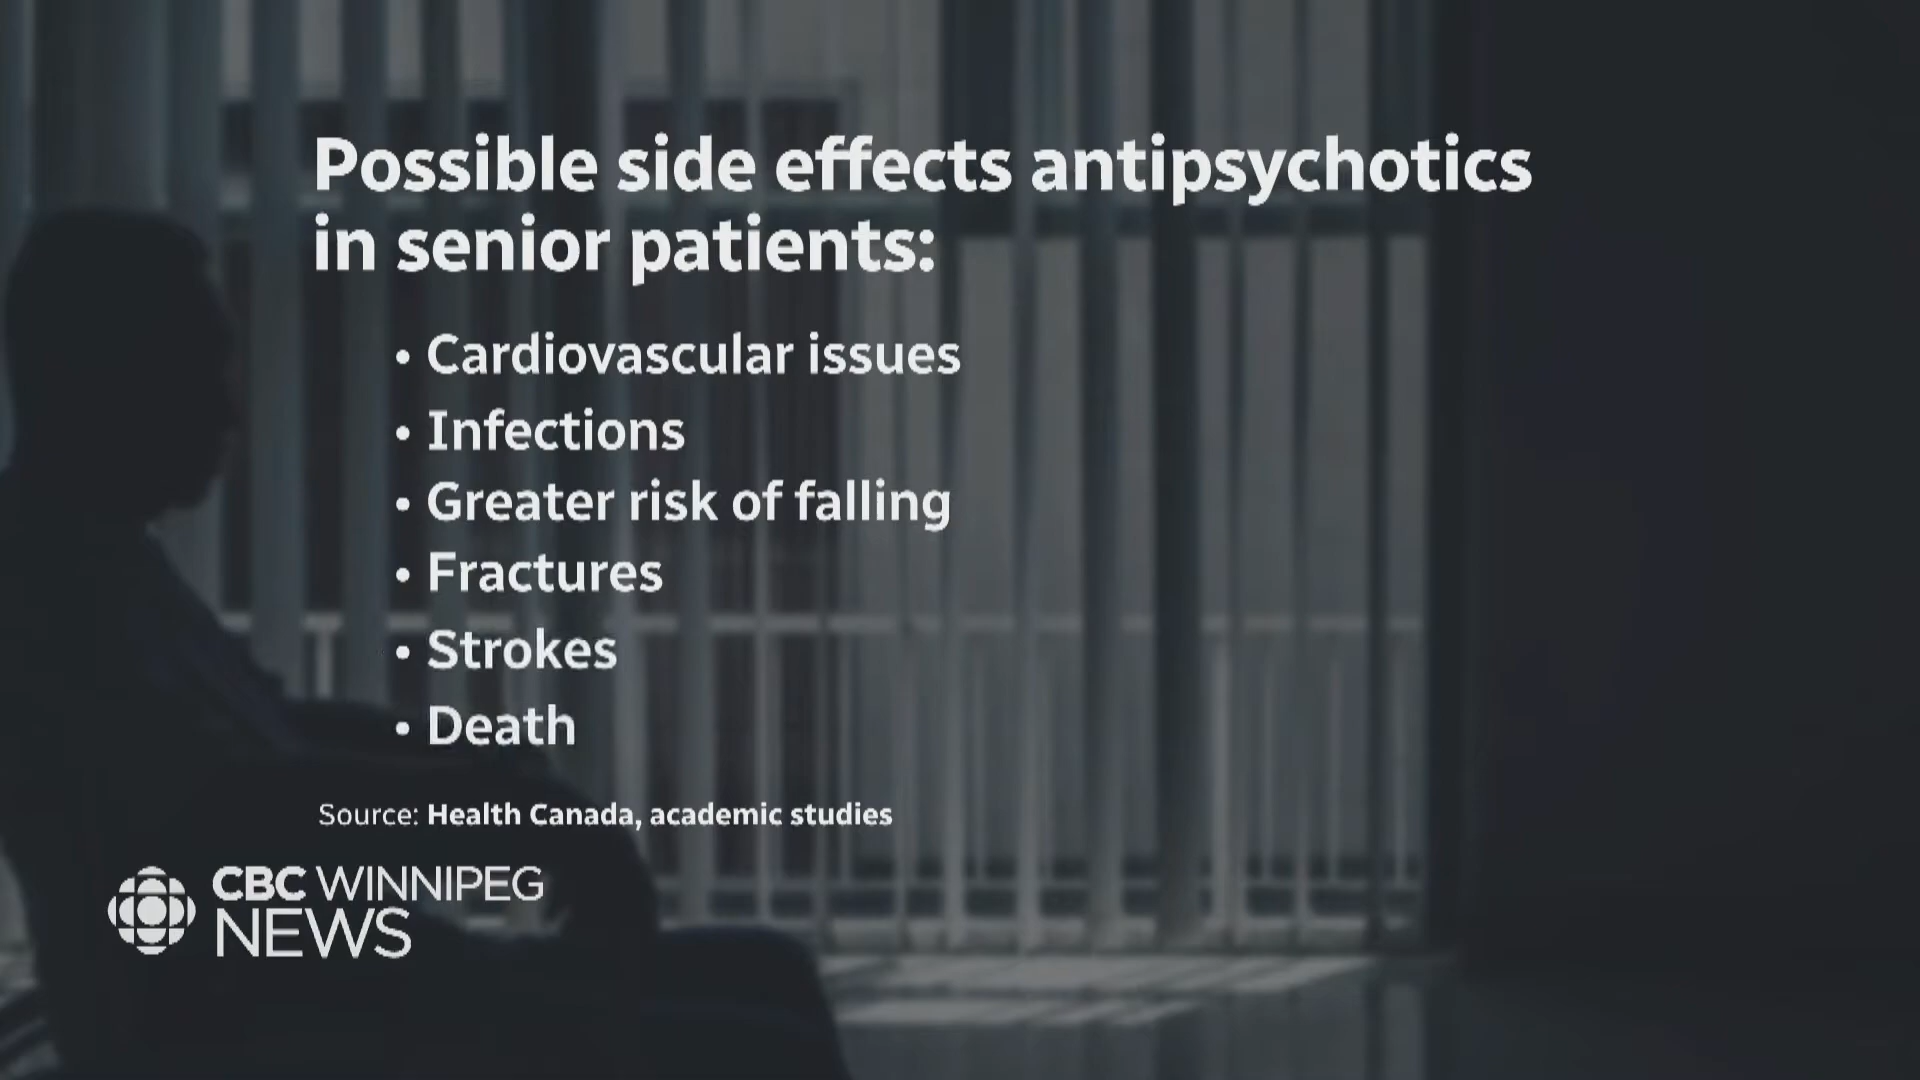 Possible side effects antipsychotics
in senior patients:
• Cardiovascular issues
• Infections
• Greater risk of falling
• Fractures
• Strokes
• Death
Source: Health Canada, academic studies
CBC WINNIPEG
NEWS